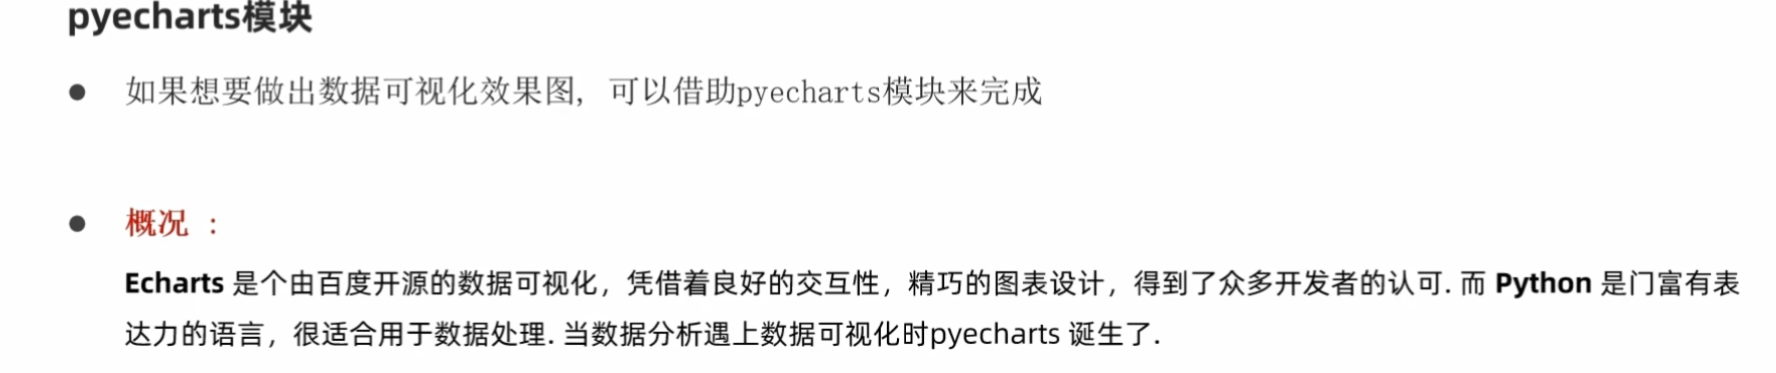 pyecharts模块
● 如果想要做出数据可视化效果图, 可以借助pyecharts模块来完成
● 概况 :
Echarts 是个由百度开源的数据可视化，凭借着良好的交互性，精巧的图表设计，得到了众多开发者的认可. 而 Python 是门富有表
达力的语言，很适合用于数据处理. 当数据分析遇上数据可视化时pyecharts 诞生了.